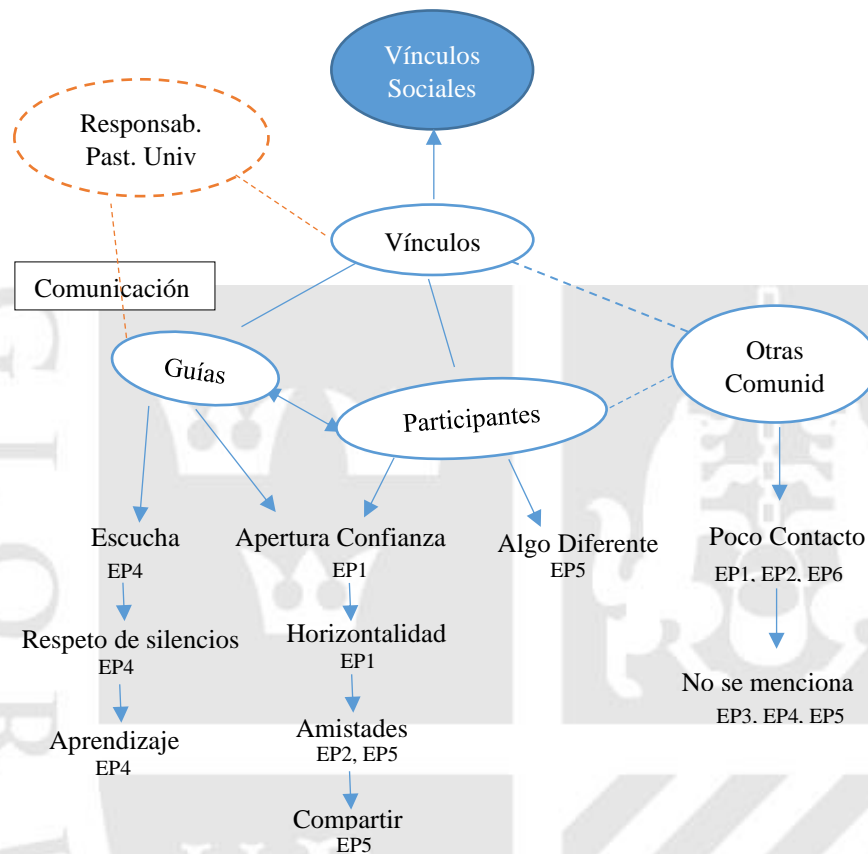 Vínculos
Sociales
Responsab.
Past. Univ
Vínculos
Comunicación
Guías
Otras
Comunid
Participantes
Escucha
EP4
Apertura Confianza
EP1
Algo Diferente
EP5
Poco Contacto
EP1, EP2, EP6
Respeto de silencios
EP4
Horizontalidad
EP1
No se menciona
EP3, EP4, EP5
Aprendizaje
EP4
Amistades
EP2, EP5
Compartir
EP5